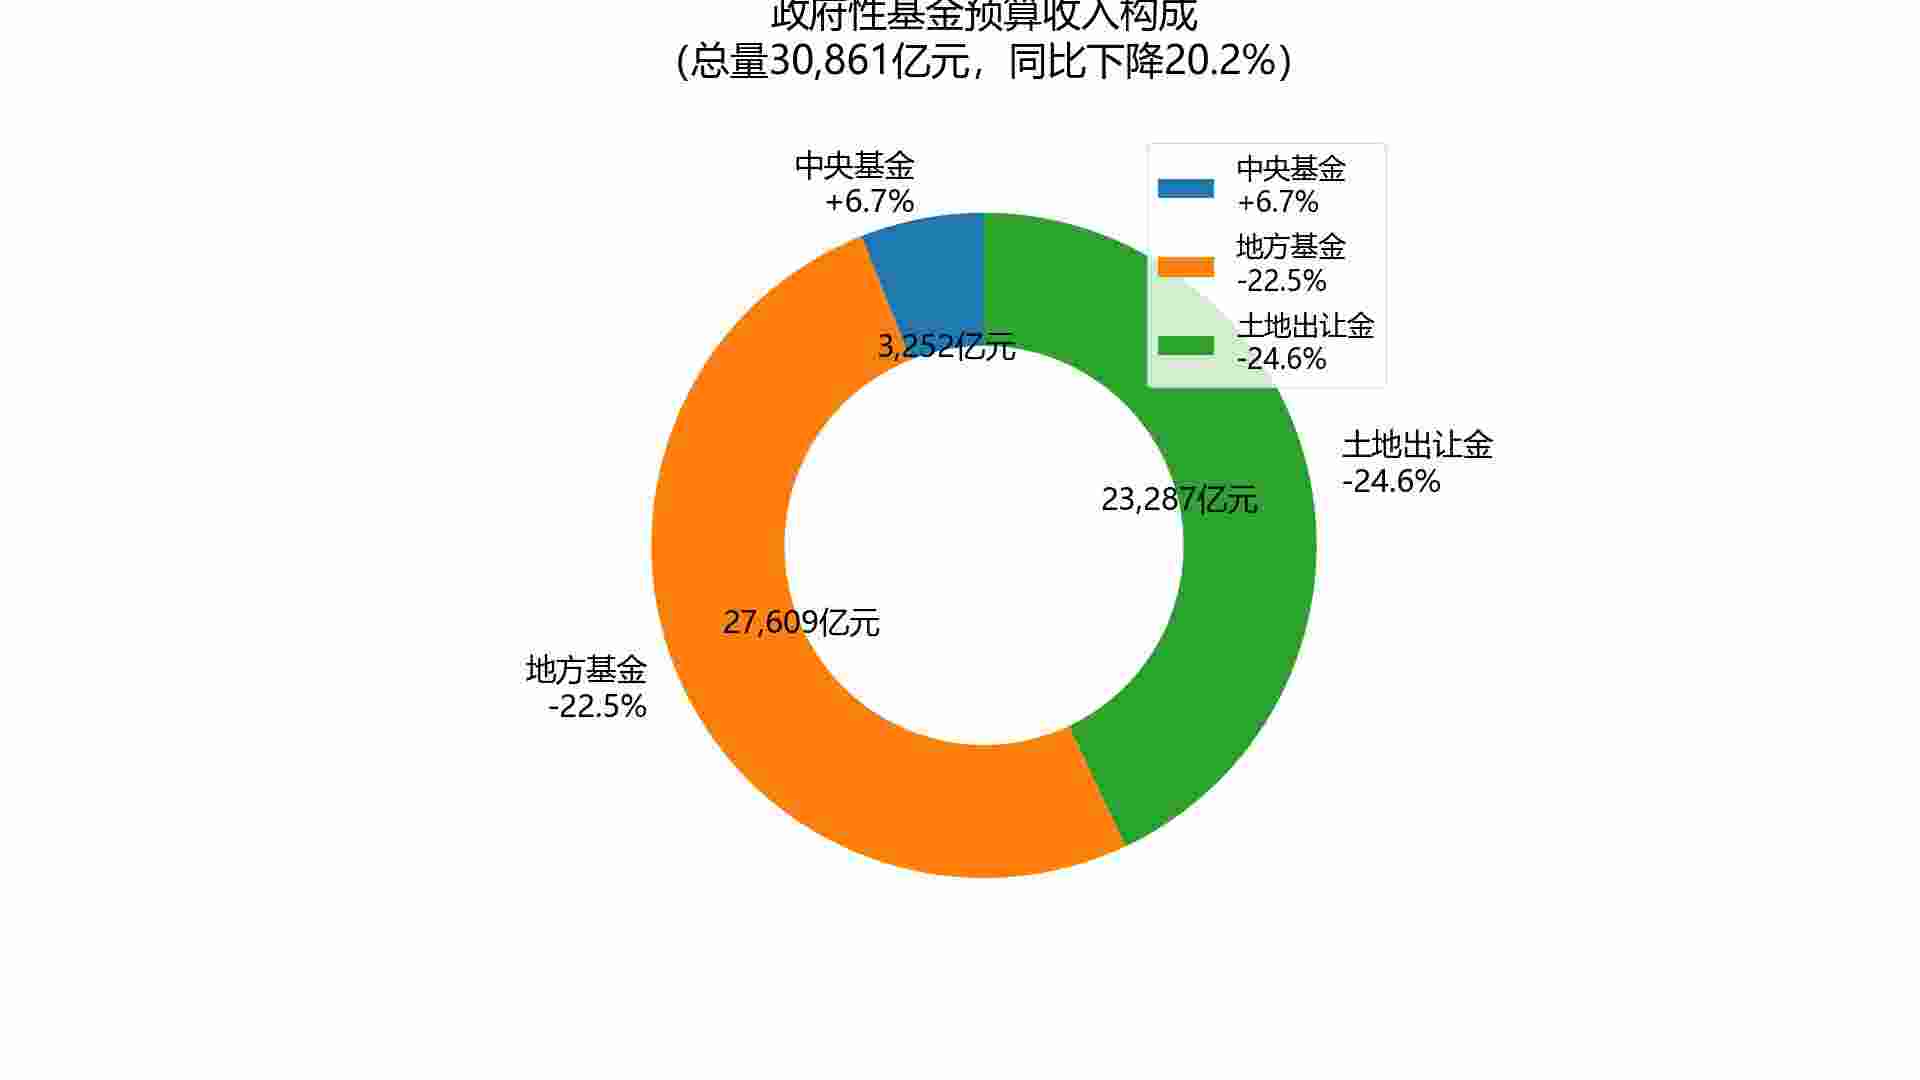 政府性基金预算收入构成
（总量30,861亿元，同比下降20.2%）
中央基金
+6.7%
中央基金
+6.7%
地方基金
-22.5%
土地出让金
-24.6%
3,252亿元
土地出让金
-24.6%
23,287亿元
27,609亿元
地方基金
-22.5%